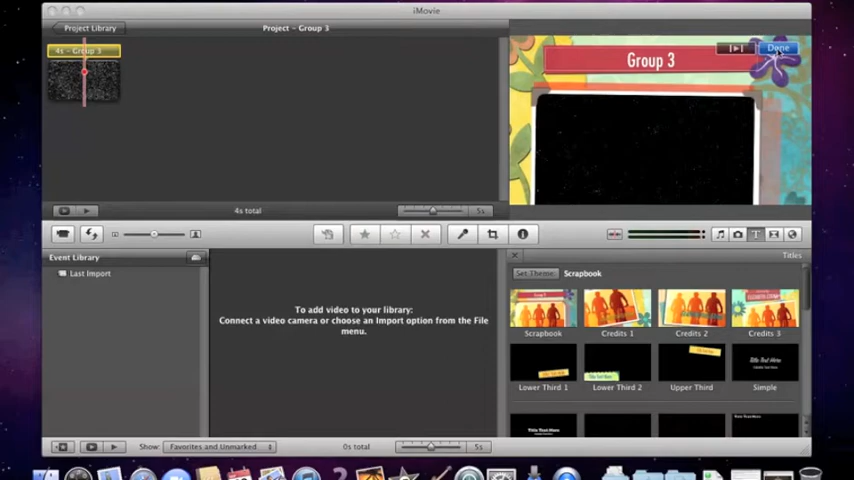 iMovie
Project Library
Project - Group 3
4s - Group 3
Group 3
Done
4s total
5s
Event Library
Last Import
To add video to your library:
Connect a video camera or choose an Import option from the File
menu.
Titles
Set Theme...
Scrapbook
Scrapbook
Credits 1
Credits 2
Credits 3
Lower Third 1
Lower Third 2
Upper Third
Simple
Show:
Favorites and Unmarked
0s total
5s